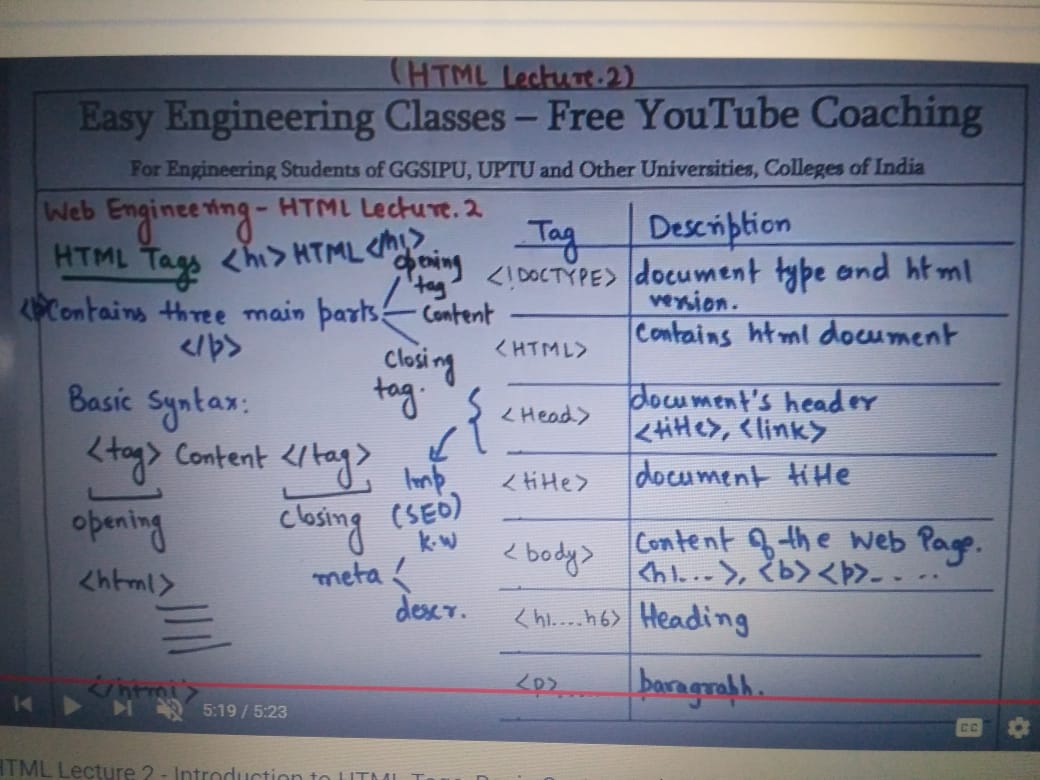 (HTML Lecture.2)
Easy Engineering Classes – Free YouTube Coaching
For Engineering Students of GGSIPU, UPTU and Other Universities, Colleges of India
Web Engineering - HTML Lecture.2
HTML Tags <h1> HTML </h1>
<p>Contains three main parts
</p>
opening
tag
Content
Closing
tag.
Basic Syntax:
<tag> Content </tag>
opening
closing
<html>
</html>
Imp
(SEO)
k.w
meta
descr.
Tag Description
<!DOCTYPE> document type and html
version.
<HTML> Contains html document
<Head> document's header
<title>, <link>
<title> document title
<body> Content of the Web Page.
<h1...>, <b> <p>.....
<h1....h6> Heading
<p>.... paragraph.
5:19 / 5:23
CC
HTML Lecture 2 - Introduction to HTML Tags, Basic